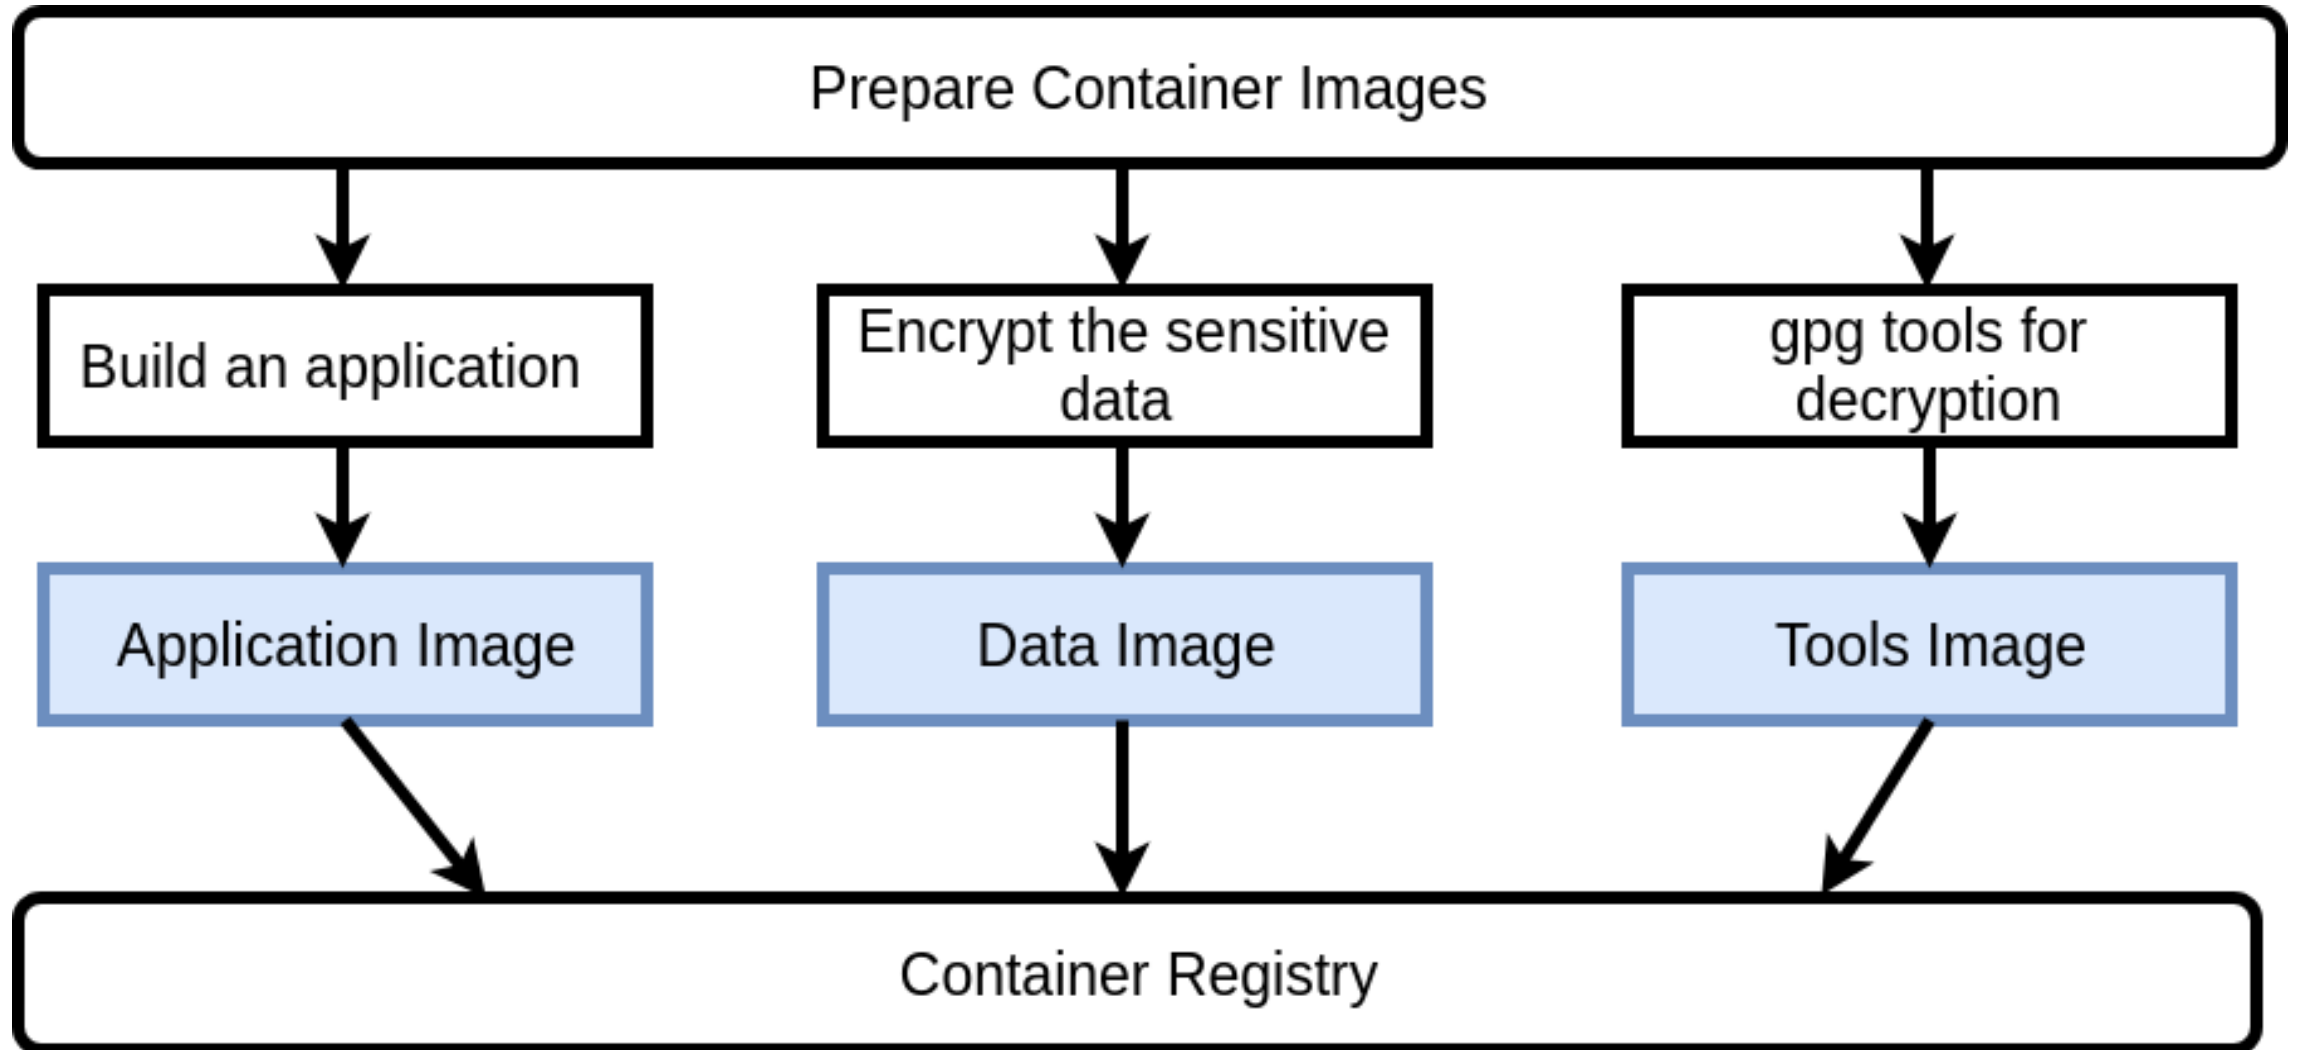 Prepare Container Images
Build an application
Encrypt the sensitive
data
gpg tools for
decryption
Application Image
Data Image
Tools Image
Container Registry